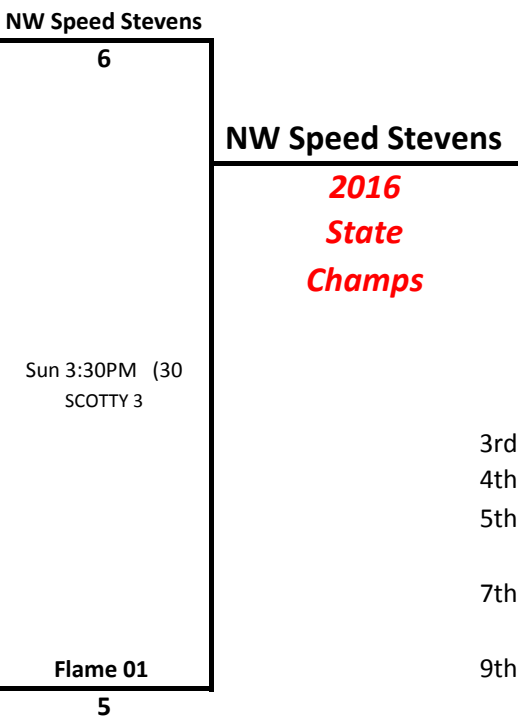 NW Speed Stevens
6
NW Speed Stevens
2016
State
Champs
Sun 3:30PM (30
SCOTTY 3
3rd
4th
5th
7th
Flame 01
9th
5